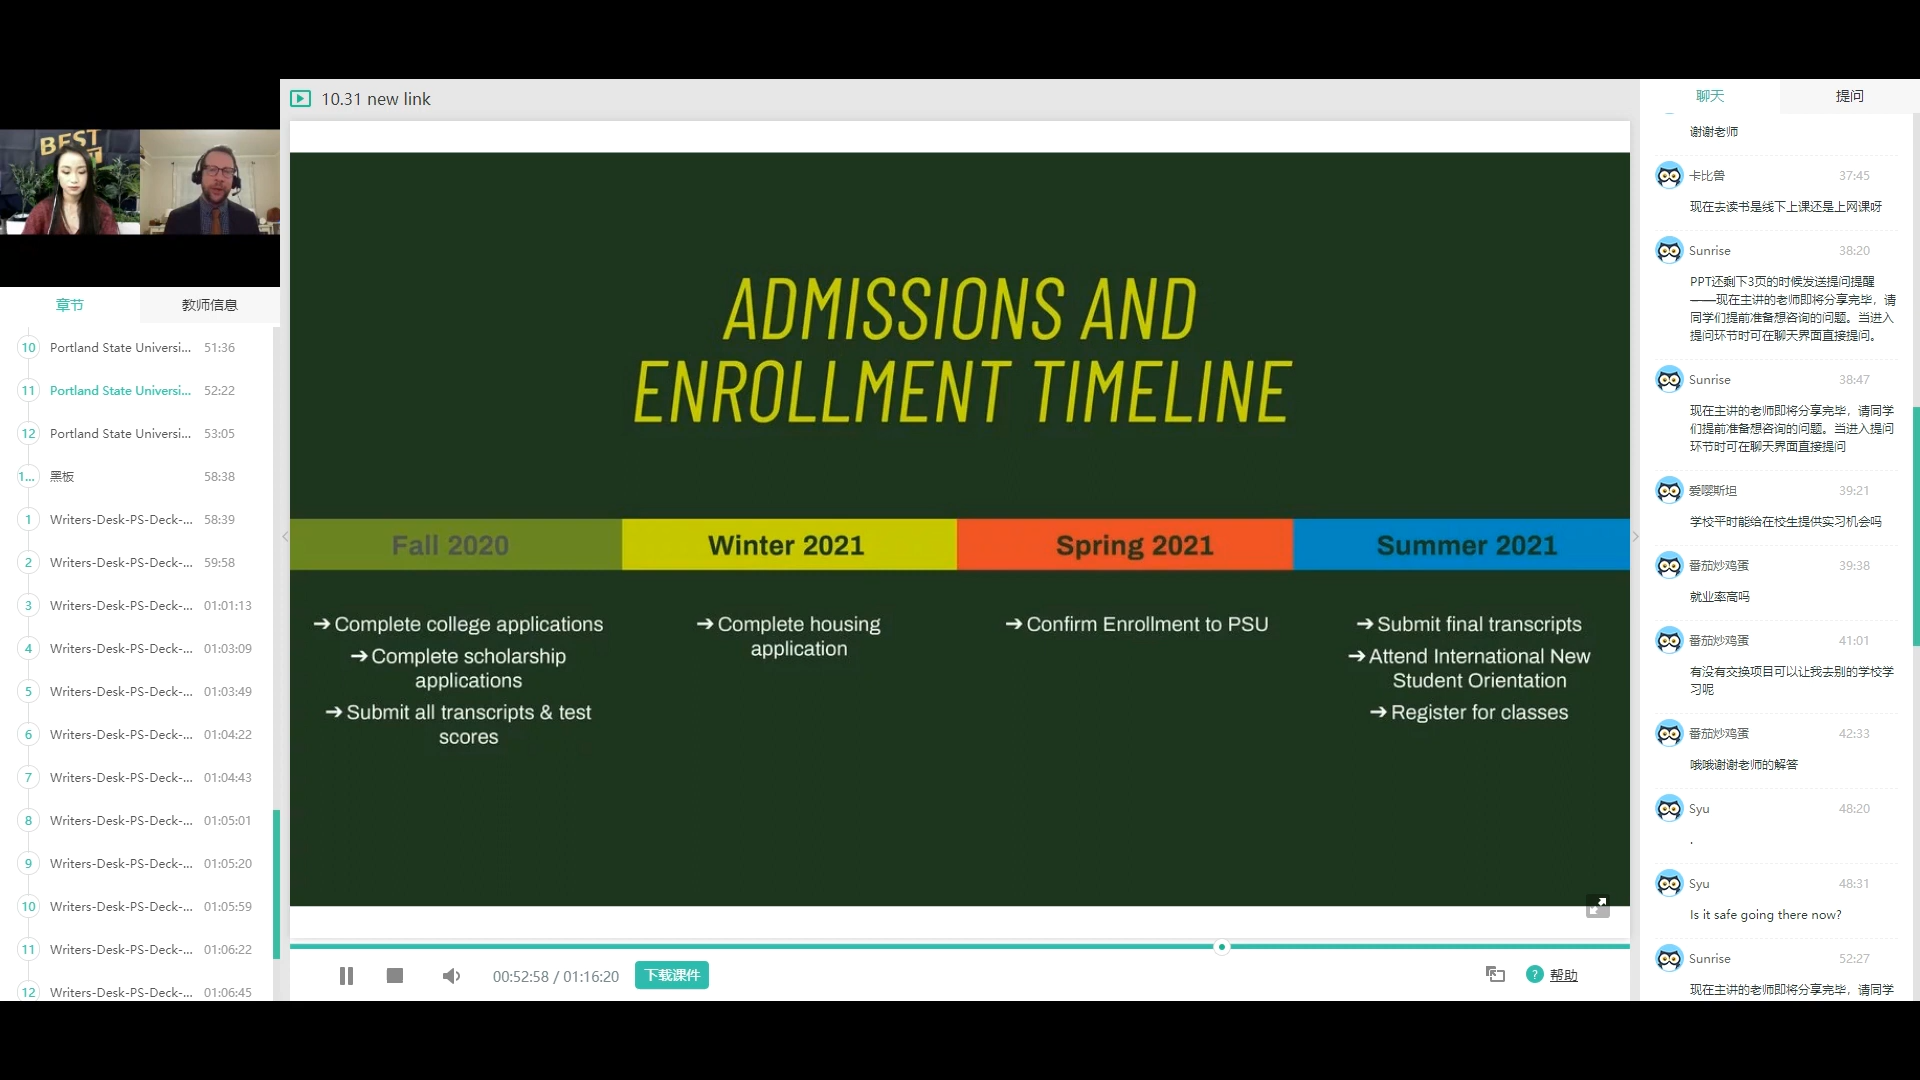 BEST
章节
教师信息
10 Portland State Universi... 51:36
11 Portland State Universi... 52:22
12 Portland State Universi... 53:05
1... 黑板 58:38
1 Writers-Desk-PS-Deck-... 58:39
2 Writers-Desk-PS-Deck-... 59:58
3 Writers-Desk-PS-Deck-... 01:01:13
4 Writers-Desk-PS-Deck-... 01:03:09
5 Writers-Desk-PS-Deck-... 01:03:49
6 Writers-Desk-PS-Deck-... 01:04:22
7 Writers-Desk-PS-Deck-... 01:04:43
8 Writers-Desk-PS-Deck-... 01:05:01
9 Writers-Desk-PS-Deck-... 01:05:20
10 Writers-Desk-PS-Deck-... 01:05:59
11 Writers-Desk-PS-Deck-... 01:06:22
12 Writers-Desk-PS-Deck-... 01:06:45
10.31 new link
ADMISSIONS AND
ENROLLMENT TIMELINE
Fall 2020
➔Complete college applications
➔Complete scholarship
applications
➔Submit all transcripts & test
scores
Winter 2021
➔Complete housing
application
Spring 2021
➔Confirm Enrollment to PSU
Summer 2021
➔Submit final transcripts
➔Attend International New
Student Orientation
➔Register for classes
00:52:58 / 01:16:20
下载课件
? 帮助
聊天
提问
谢谢老师
卡比兽 37:45
现在去读书是线下上课还是上网课呀
Sunrise 38:20
PPT还剩下3页的时候发送提问提醒
——现在主讲的老师即将分享完毕，请
同学们提前准备想咨询的问题。当进入
提问环节时可在聊天界面直接提问。
Sunrise 38:47
现在主讲的老师即将分享完毕，请同学
们提前准备想咨询的问题。当进入提问
环节时可在聊天界面直接提问
爱嘤斯坦 39:21
学校平时能给在校生提供实习机会吗
番茄炒鸡蛋 39:38
就业率高吗
番茄炒鸡蛋 41:01
有没有交换项目可以让我去别的学校学
习呢
番茄炒鸡蛋 42:33
哦哦谢谢老师的解答
Syu 48:20
.
Syu 48:31
Is it safe going there now?
Sunrise 52:27
现在主讲的老师即将分享完毕，请同学